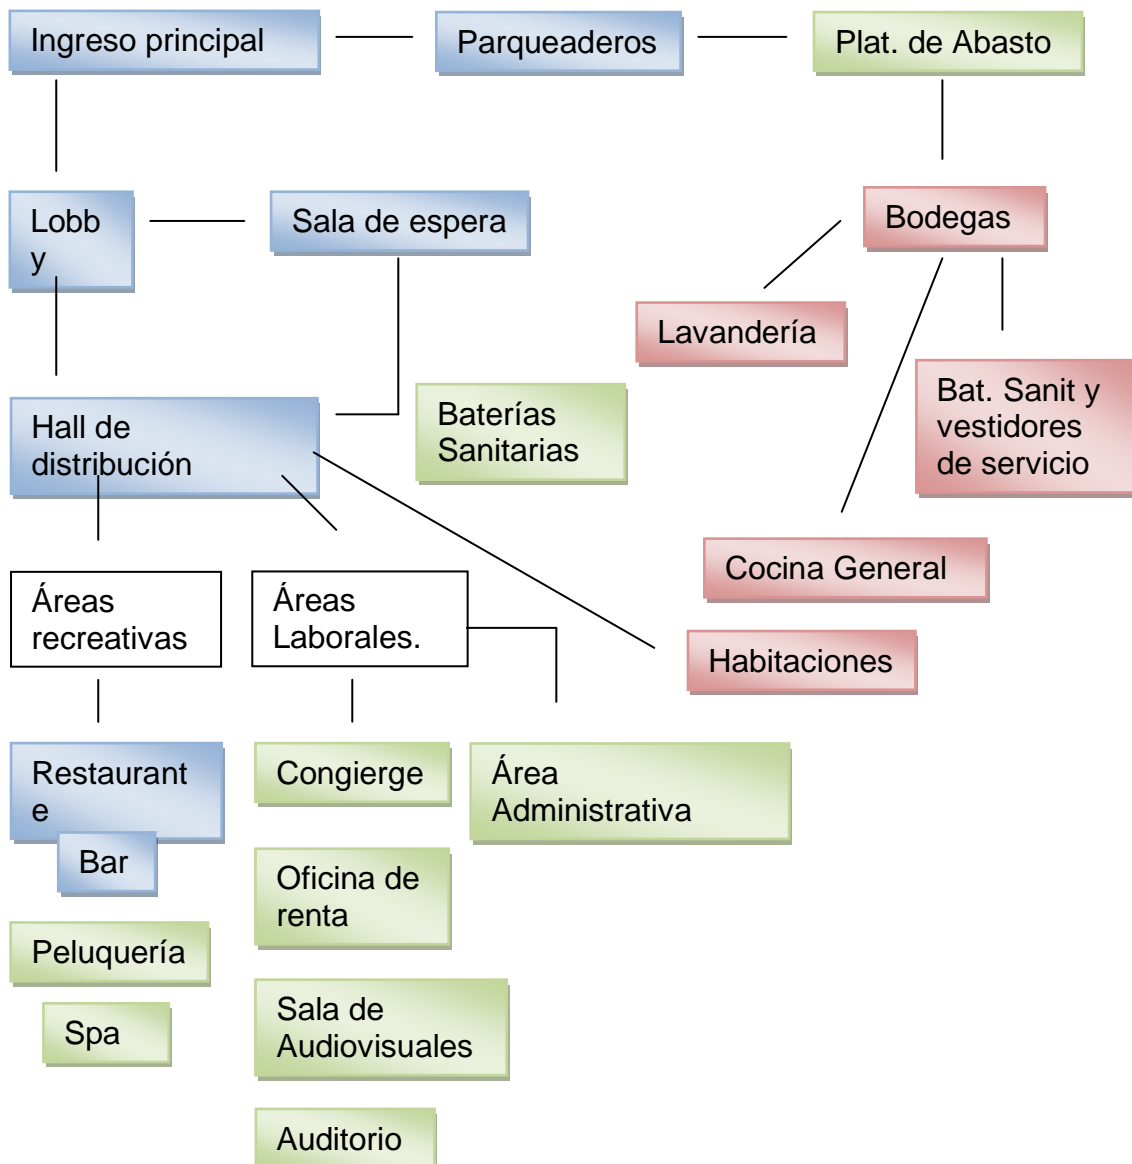 Ingreso principal
Parqueaderos
Plat. de Abasto
Lobb
y
Sala de espera
Bodegas
Lavandería
Hall de
distribución
Baterías
Sanitarias
Bat. Sanit y
vestidores
de servicio
Cocina General
Áreas
recreativas
Áreas
Laborales.
Habitaciones
Restaurant
e
Bar
Congierge
Área
Administrativa
Oficina de
renta
Peluquería
Spa
Sala de
Audiovisuales
Auditorio